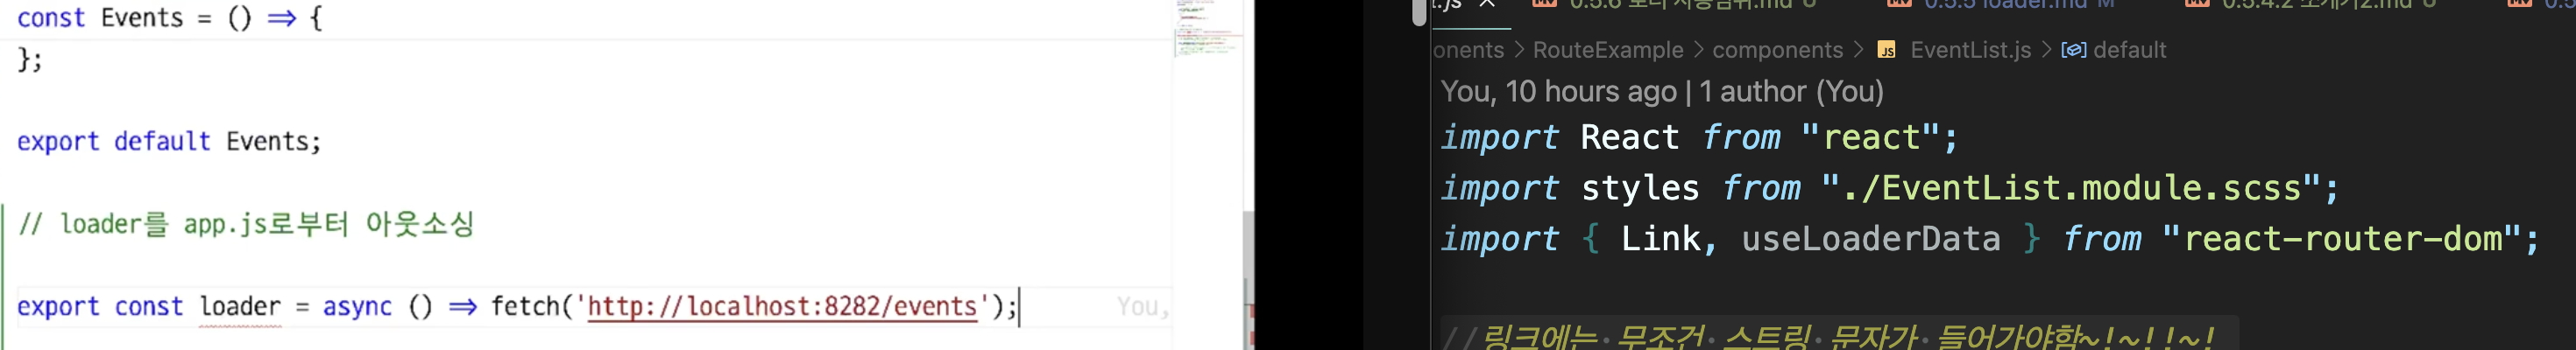 const Events = () => {
};
export default Events;
// loader를 app.js로부터 아웃소싱
export const loader = async () => fetch('http://localhost:8282/events');
You,
.js
0.5.5 loader.md M
onents > RouteExample > components > JS EventList.js > default
You, 10 hours ago | 1 author (You)
import React from "react";
import styles from "./EventList.module.scss";
import { Link, useLoaderData } from "react-router-dom";
//링크에는 무조건 스트링 문자가 들어가야함~!~!!~!